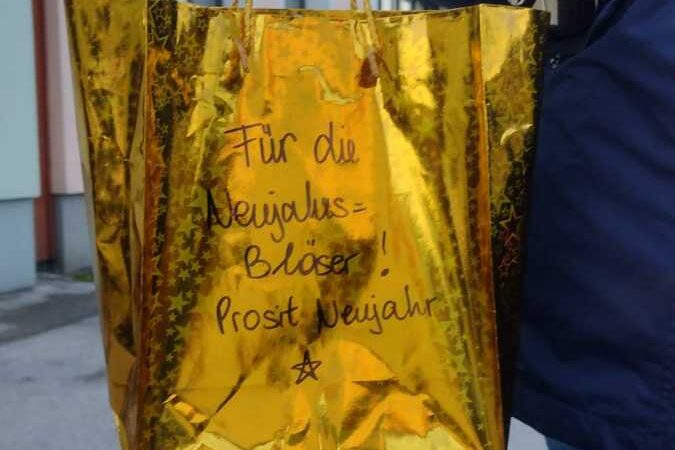 Für die
Neujahrs=
Bläser!
Prosit Neujahr